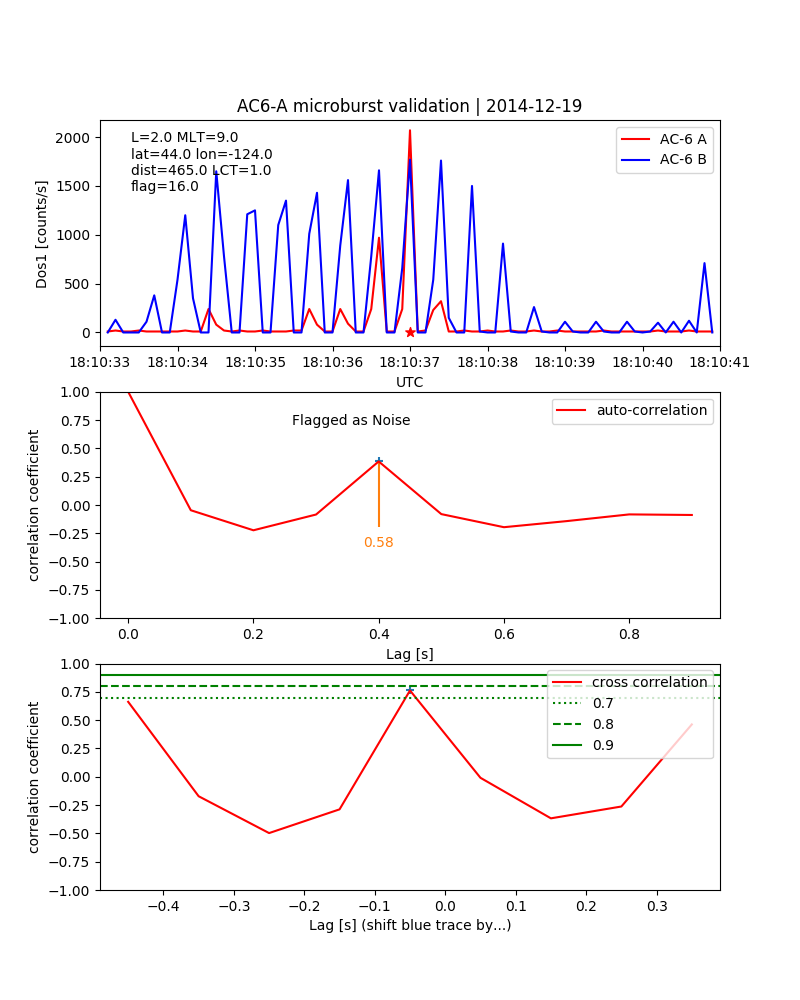 AC6-A microburst validation | 2014-12-19
L=2.0 MLT=9.0
lat=44.0 lon=-124.0
dist=465.0 LCT=1.0
flag=16.0
AC-6 A
AC-6 B
Dos1 [counts/s]
2000
1500
1000
500
0
18:10:33 18:10:34 18:10:35 18:10:36 18:10:37 18:10:38 18:10:39 18:10:40 18:10:41
UTC
Flagged as Noise
auto-correlation
0.58
correlation coefficient
1.00
0.75
0.50
0.25
0.00
−0.25
−0.50
−0.75
−1.00
0.0 0.2 0.4 0.6 0.8
Lag [s]
cross correlation
0.7
0.8
0.9
correlation coefficient
1.00
0.75
0.50
0.25
0.00
−0.25
−0.50
−0.75
−1.00
−0.4 −0.3 −0.2 −0.1 0.0 0.1 0.2 0.3
Lag [s] (shift blue trace by...)